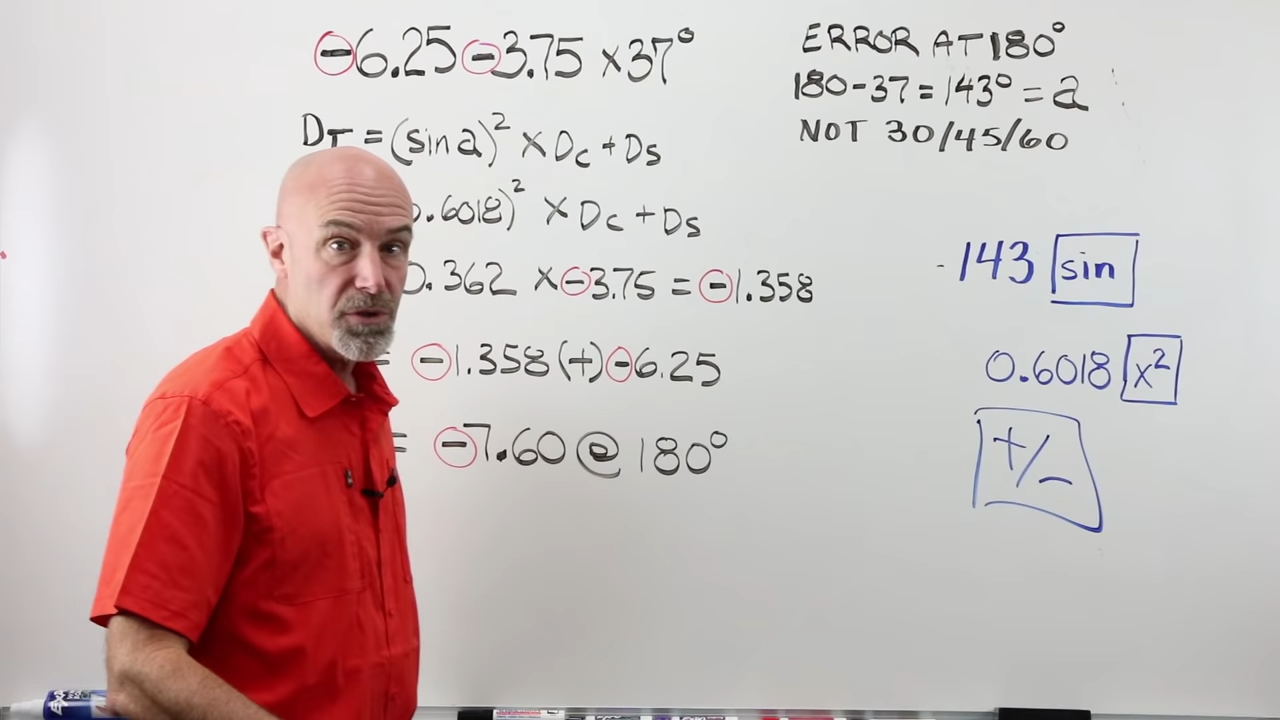 −6.25 −3.75 ×37°
DT = (sin a)² × Dc + Ds
0.6018)² × Dc + Ds
0.362 × −3.75 = −1.358
= −1.358 (+) −6.25
= −7.60 @ 180°
ERROR AT 180°
180 − 37 = 143° = a
NOT 30/45/60
143 sin
0.6018 x²
+/−